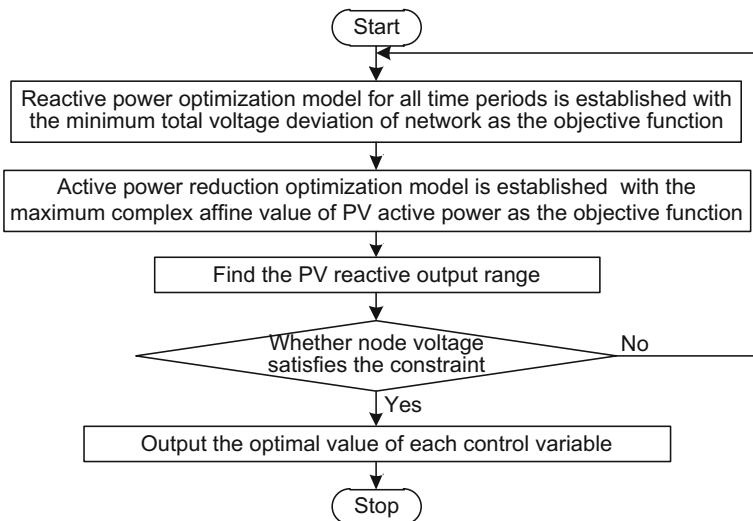 Start
Reactive power optimization model for all time periods is established with
the minimum total voltage deviation of network as the objective function
Active power reduction optimization model is established with the
maximum complex affine value of PV active power as the objective function
Find the PV reactive output range
Whether node voltage
satisfies the constraint
No
Yes
Output the optimal value of each control variable
Stop